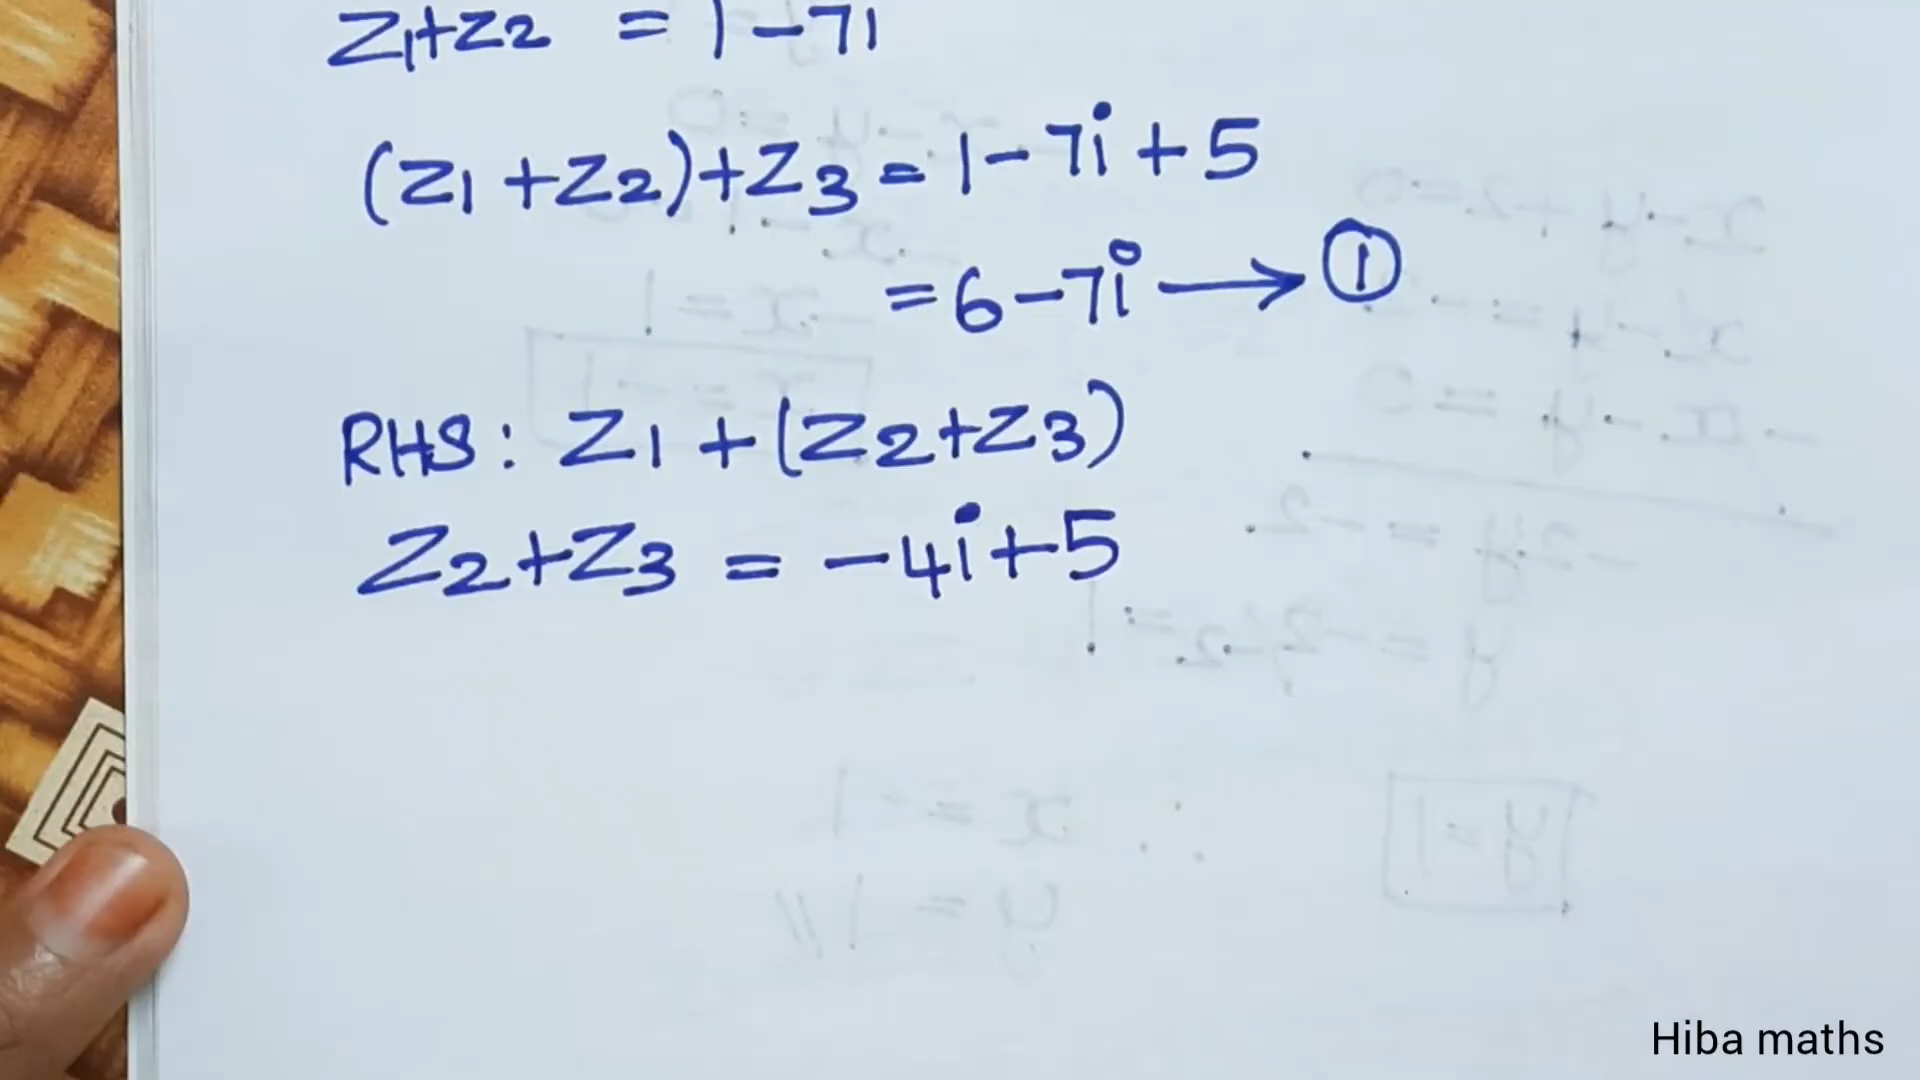 Z1+Z2 = 1-7i
(Z1+Z2)+Z3 = 1-7i+5
= 6-7i → ①
RHS: Z1+(Z2+Z3)
Z2+Z3 = -4i+5
Hiba maths